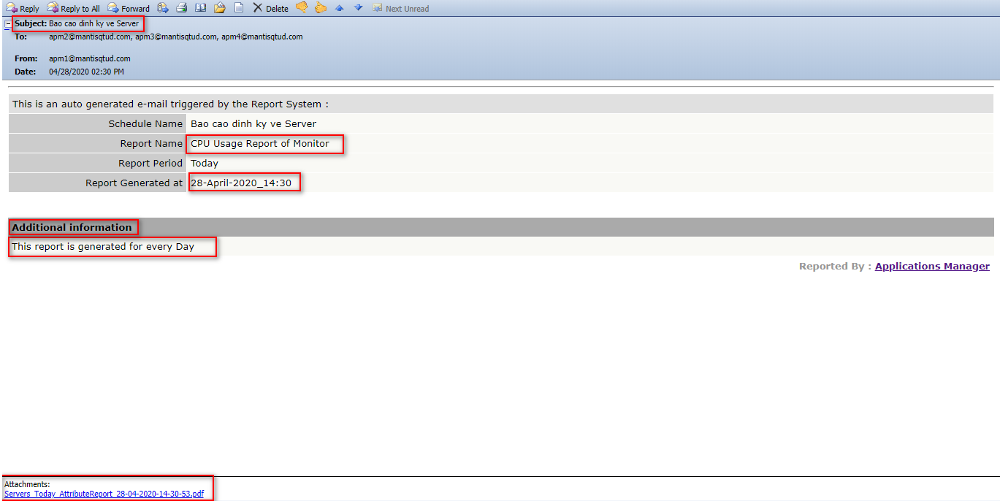 Reply Reply to All Forward Delete Next Unread
Subject: Bao cao dinh ky ve Server
To: apm2@mantisqtud.com, apm3@mantisqtud.com, apm4@mantisqtud.com
From: apm1@mantisqtud.com
Date: 04/28/2020 02:30 PM
This is an auto generated e-mail triggered by the Report System :
Schedule Name Bao cao dinh ky ve Server
Report Name CPU Usage Report of Monitor
Report Period Today
Report Generated at 28-April-2020_14:30
Additional information
This report is generated for every Day
Reported By : Applications Manager
Attachments:
Servers_Today_AttributeReport_28-04-2020-14-30-53.pdf